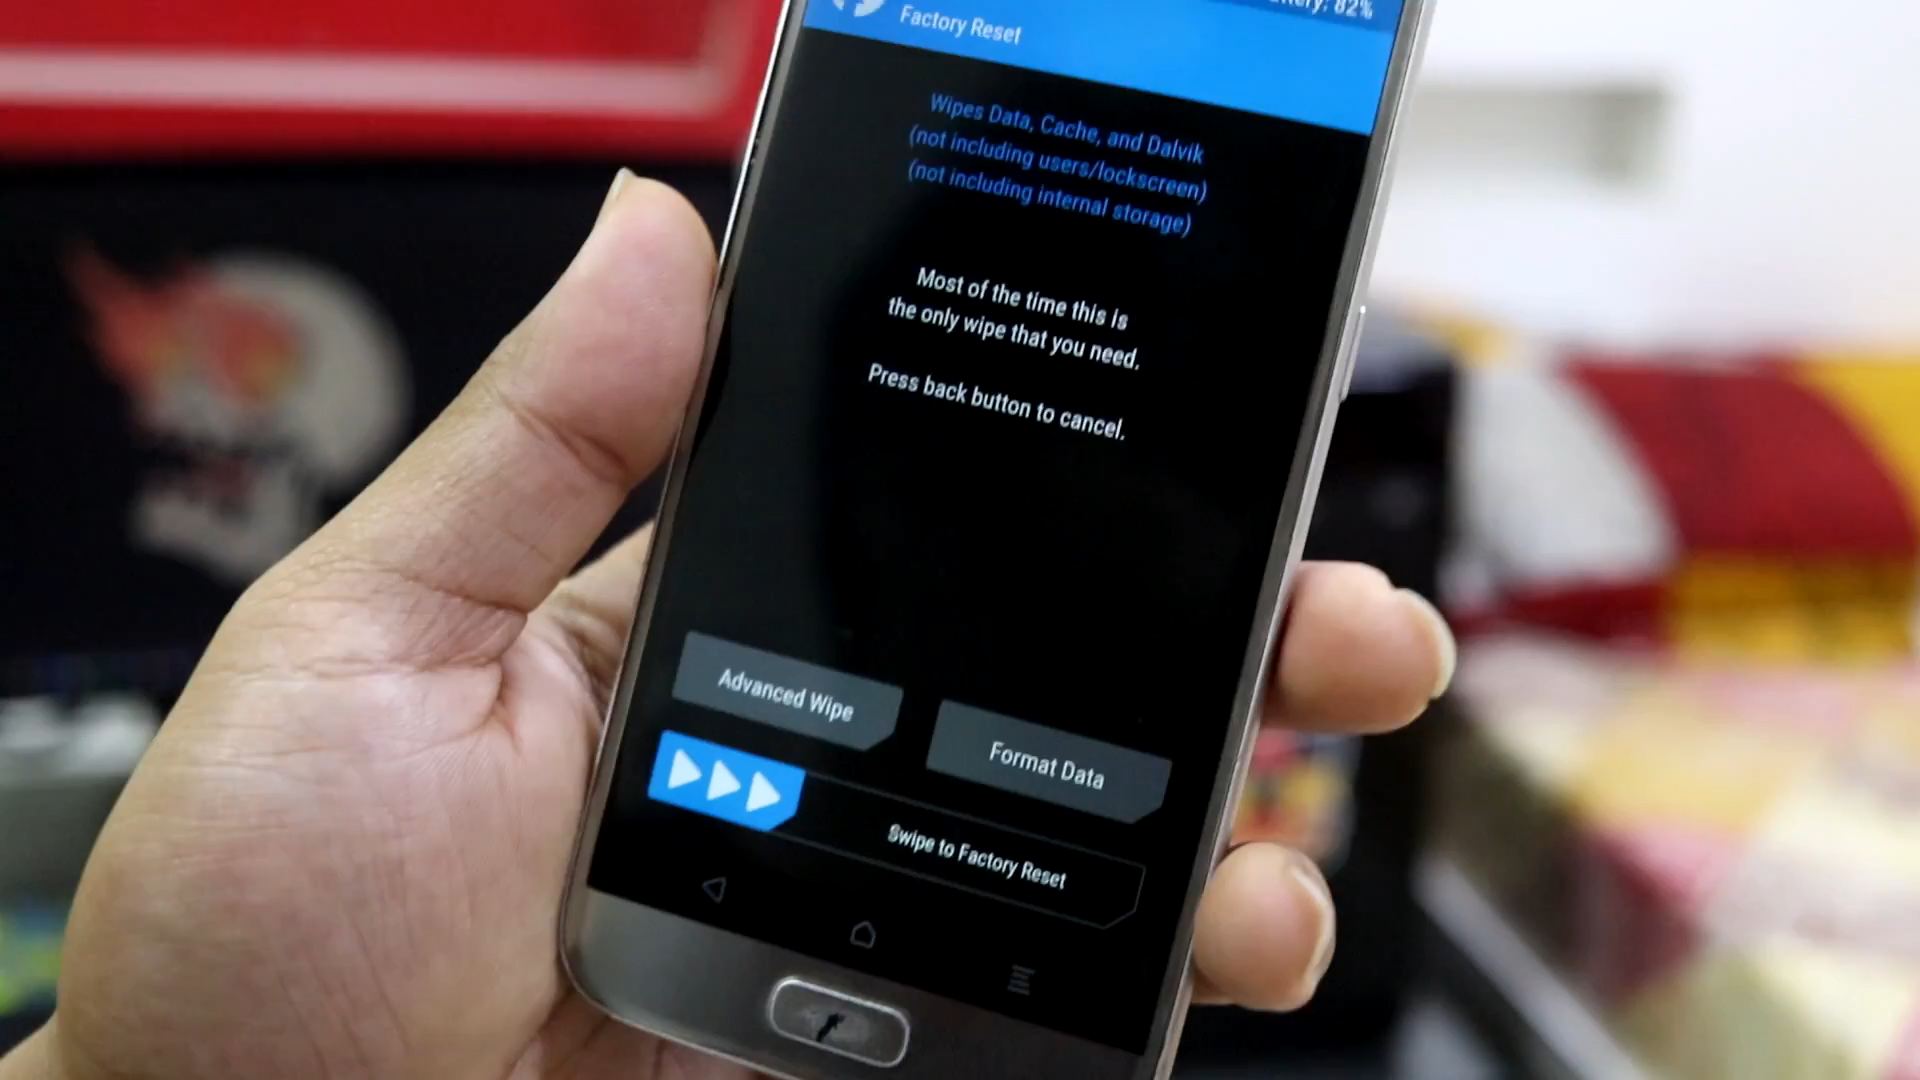 Battery: 82%
Factory Reset
Wipes Data, Cache, and Dalvik
(not including users/lockscreen)
(not including internal storage)
Most of the time this is
the only wipe that you need.
Press back button to cancel.
Advanced Wipe
Format Data
Swipe to Factory Reset